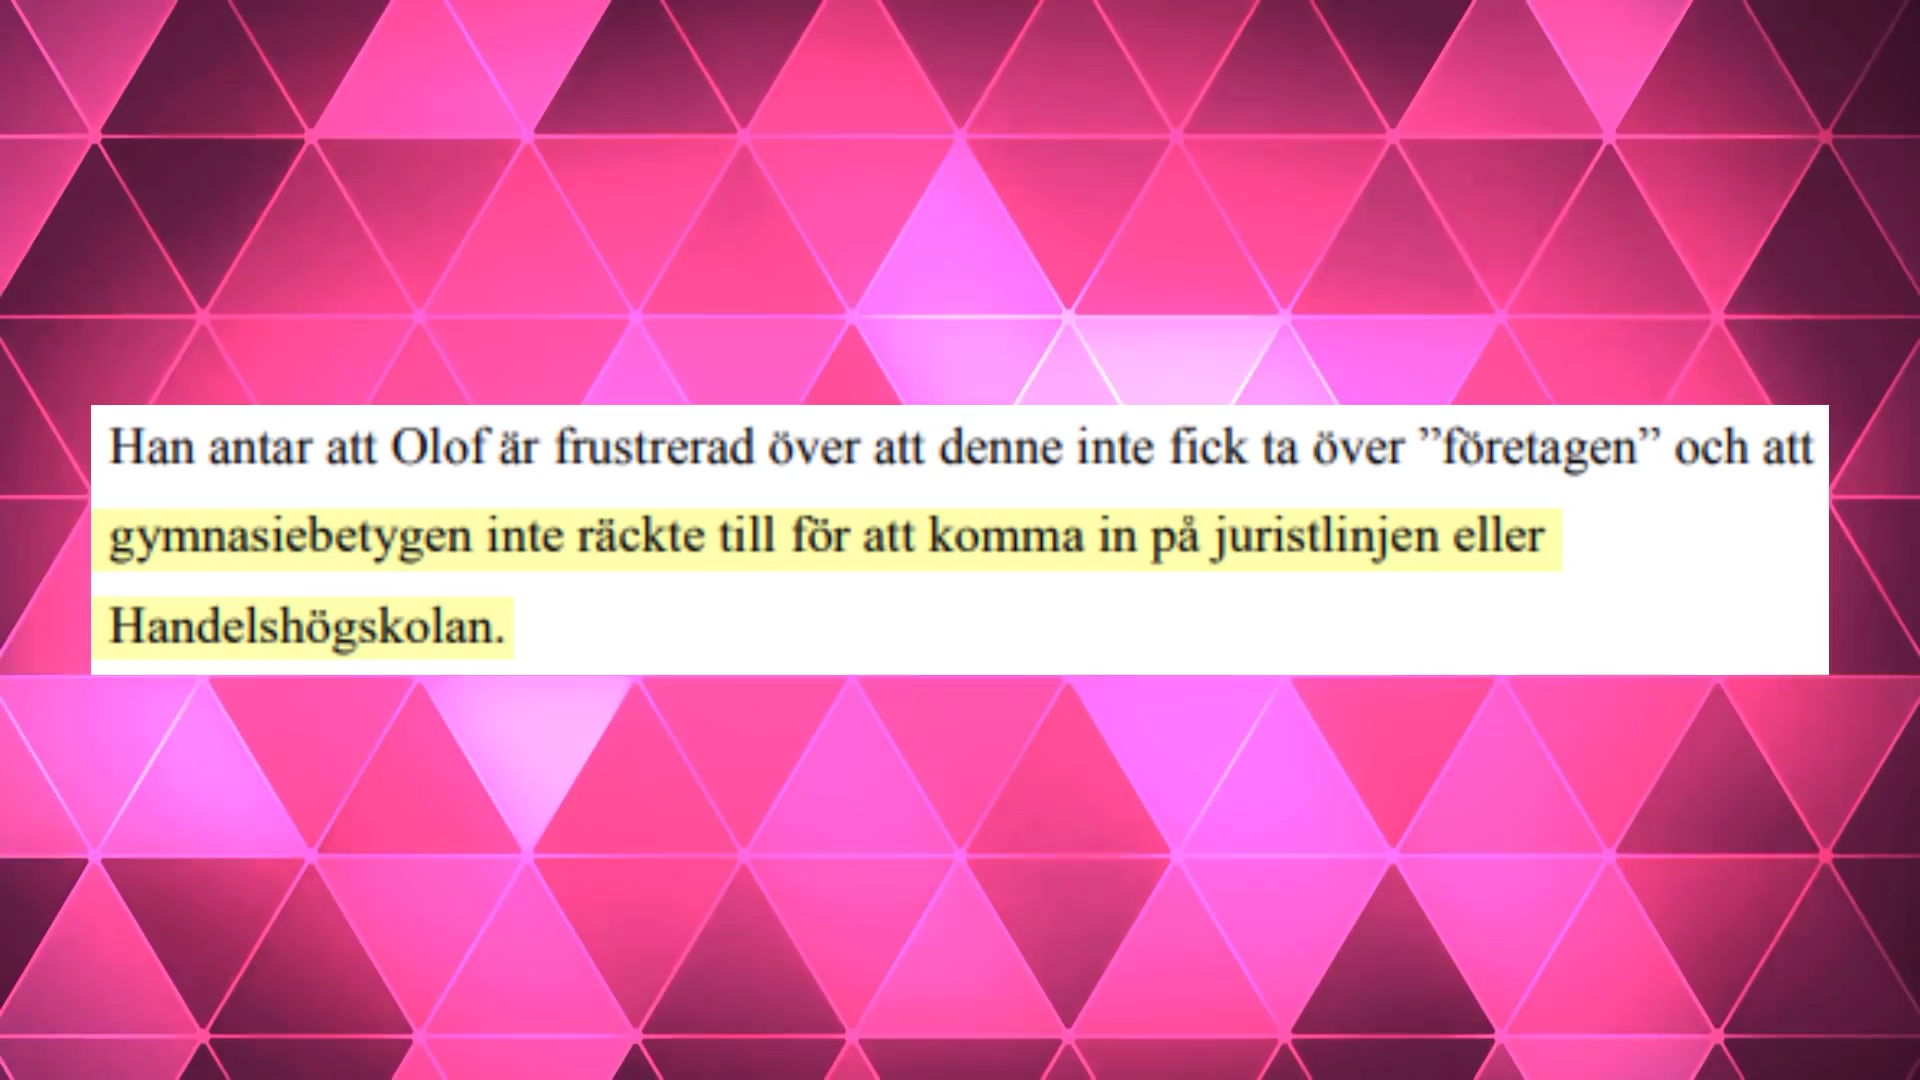 Han antar att Olof är frustrerad över att denne inte fick ta över ”företagen” och att
gymnasiebetygen inte räckte till för att komma in på juristlinjen eller
Handelshögskolan.